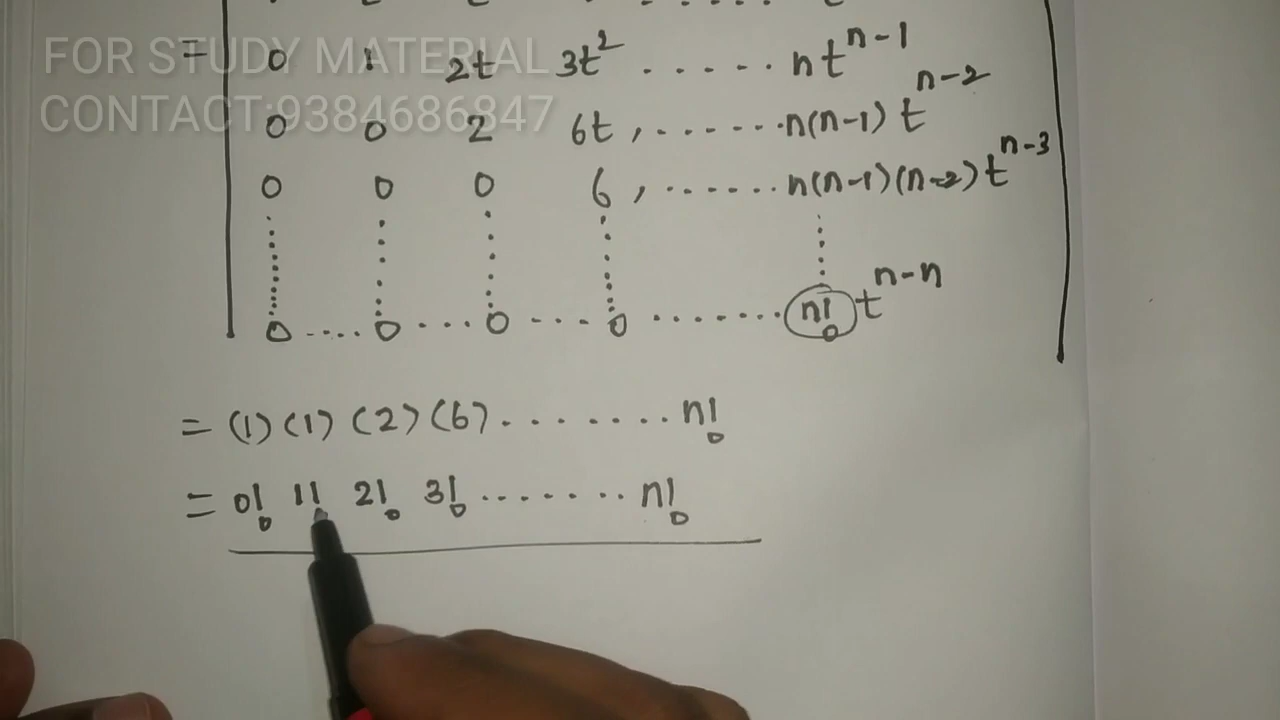 FOR STUDY MATERIAL
CONTACT:9384686847
= | 0 1 2t 3t² ...... nt^{n-1}
0 0 2 6t , ....... n(n-1) t^{n-2}
0 0 0 6 , ....... n(n-1)(n-2) t^{n-3}
0 .... 0 .... 0 .... 0 ....... n! t^{n-n} |
= (1) (1) (2) (6) ........ n!
= 0! 1! 2! 3! ....... n!